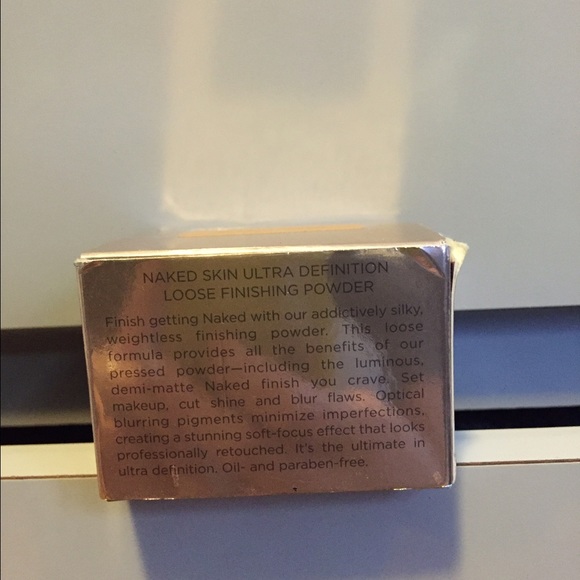 NAKED SKIN ULTRA DEFINITION
LOOSE FINISHING POWDER
Finish getting Naked with our addictively silky,
weightless finishing powder. This loose
formula provides all the benefits of our
pressed powder—including the luminous,
demi-matte Naked finish you crave. Set
makeup, cut shine and blur flaws. Optical
blurring pigments minimize imperfections,
creating a stunning soft-focus effect that looks
professionally retouched. It's the ultimate in
ultra definition. Oil- and paraben-free.